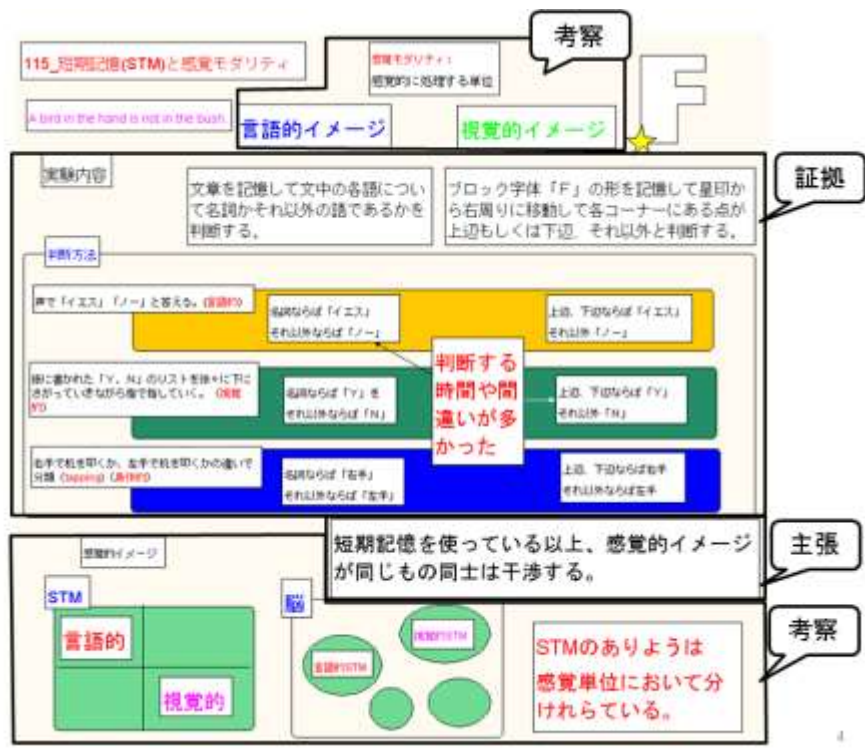 考察
115_短期記憶(STM)と感覚モダリティ
感覚モダリティ：
感覚的に処理する単位
A bird in the hand is not in the bush.
言語的イメージ
視覚的イメージ
F
実験内容
証拠
文章を記憶して文中の各語につい
て名詞かそれ以外の語であるかを
判断する。
ブロック字体「F」の形を記憶して星印か
ら右周りに移動して各コーナーにある点が
上辺もしくは下辺、それ以外と判断する。
判断方法
声で「イエス」「ノー」と答える。(言語的)
名詞ならば「イエス」
それ以外ならば「ノー」
上辺、下辺ならば「イエス」
それ以外「ノー」
判断する
時間や間
違いが多
かった
紙に書かれた「Y、N」のリストを徐々に下に
さがっていきながら指で指していく。(視覚
的)
名詞ならば「Y」を
それ以外ならば「N」
上辺、下辺ならば「Y」
それ以外「N」
右手で机を叩くか、左手で机を叩くかの違いで
分類(tapping)(身体的)
名詞ならば「右手」
それ以外ならば「左手」
上辺、下辺ならば右手
それ以外ならば左手
短期記憶を使っている以上、感覚的イメージ
が同じもの同士は干渉する。
主張
感覚的イメージ
STM
言語的
視覚的
脳
言語的STM
視覚的STM
STMのありようは
感覚単位において分
けれらている。
考察
4